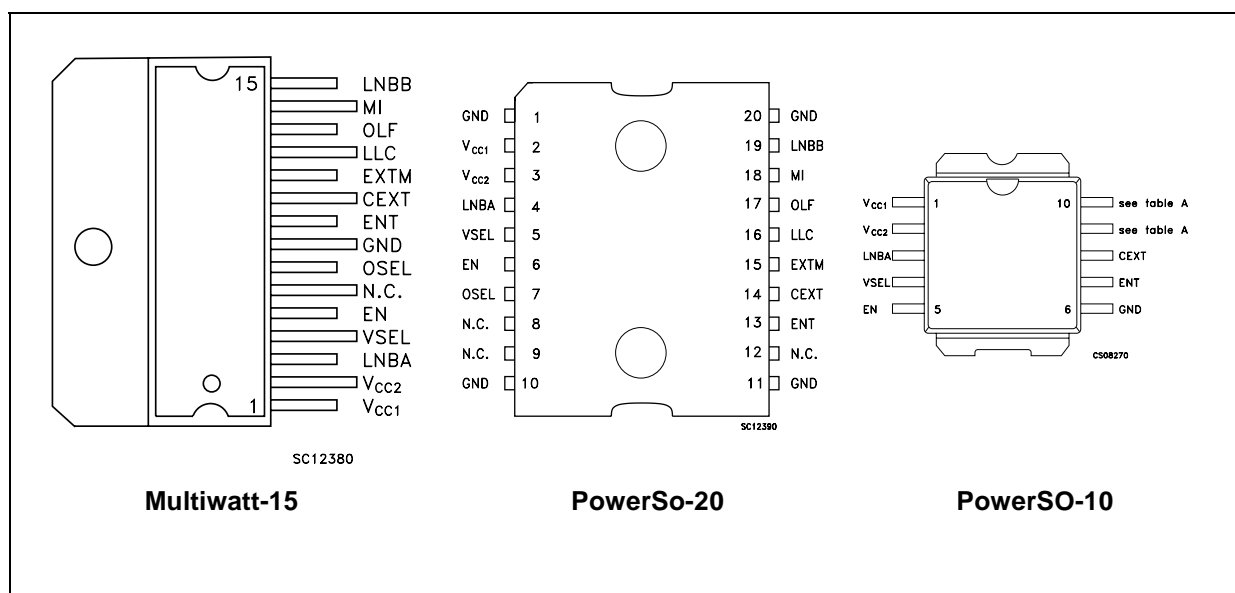 15 LNBB
MI
OLF
LLC
EXTM
CEXT
ENT
GND
OSEL
N.C.
EN
VSEL
LNBA
VCC2
1 VCC1
SC12380
Multiwatt-15
GND 1 20 GND
VCC1 2 19 LNBB
VCC2 3 18 MI
LNBA 4 17 OLF
VSEL 5 16 LLC
EN 6 15 EXTM
OSEL 7 14 CEXT
N.C. 8 13 ENT
N.C. 9 12 N.C.
GND 10 11 GND
SC12390
PowerSo-20
VCC1 1 10 see table A
VCC2 see table A
LNBA CEXT
VSEL ENT
EN 5 6 GND
CS08270
PowerSO-10